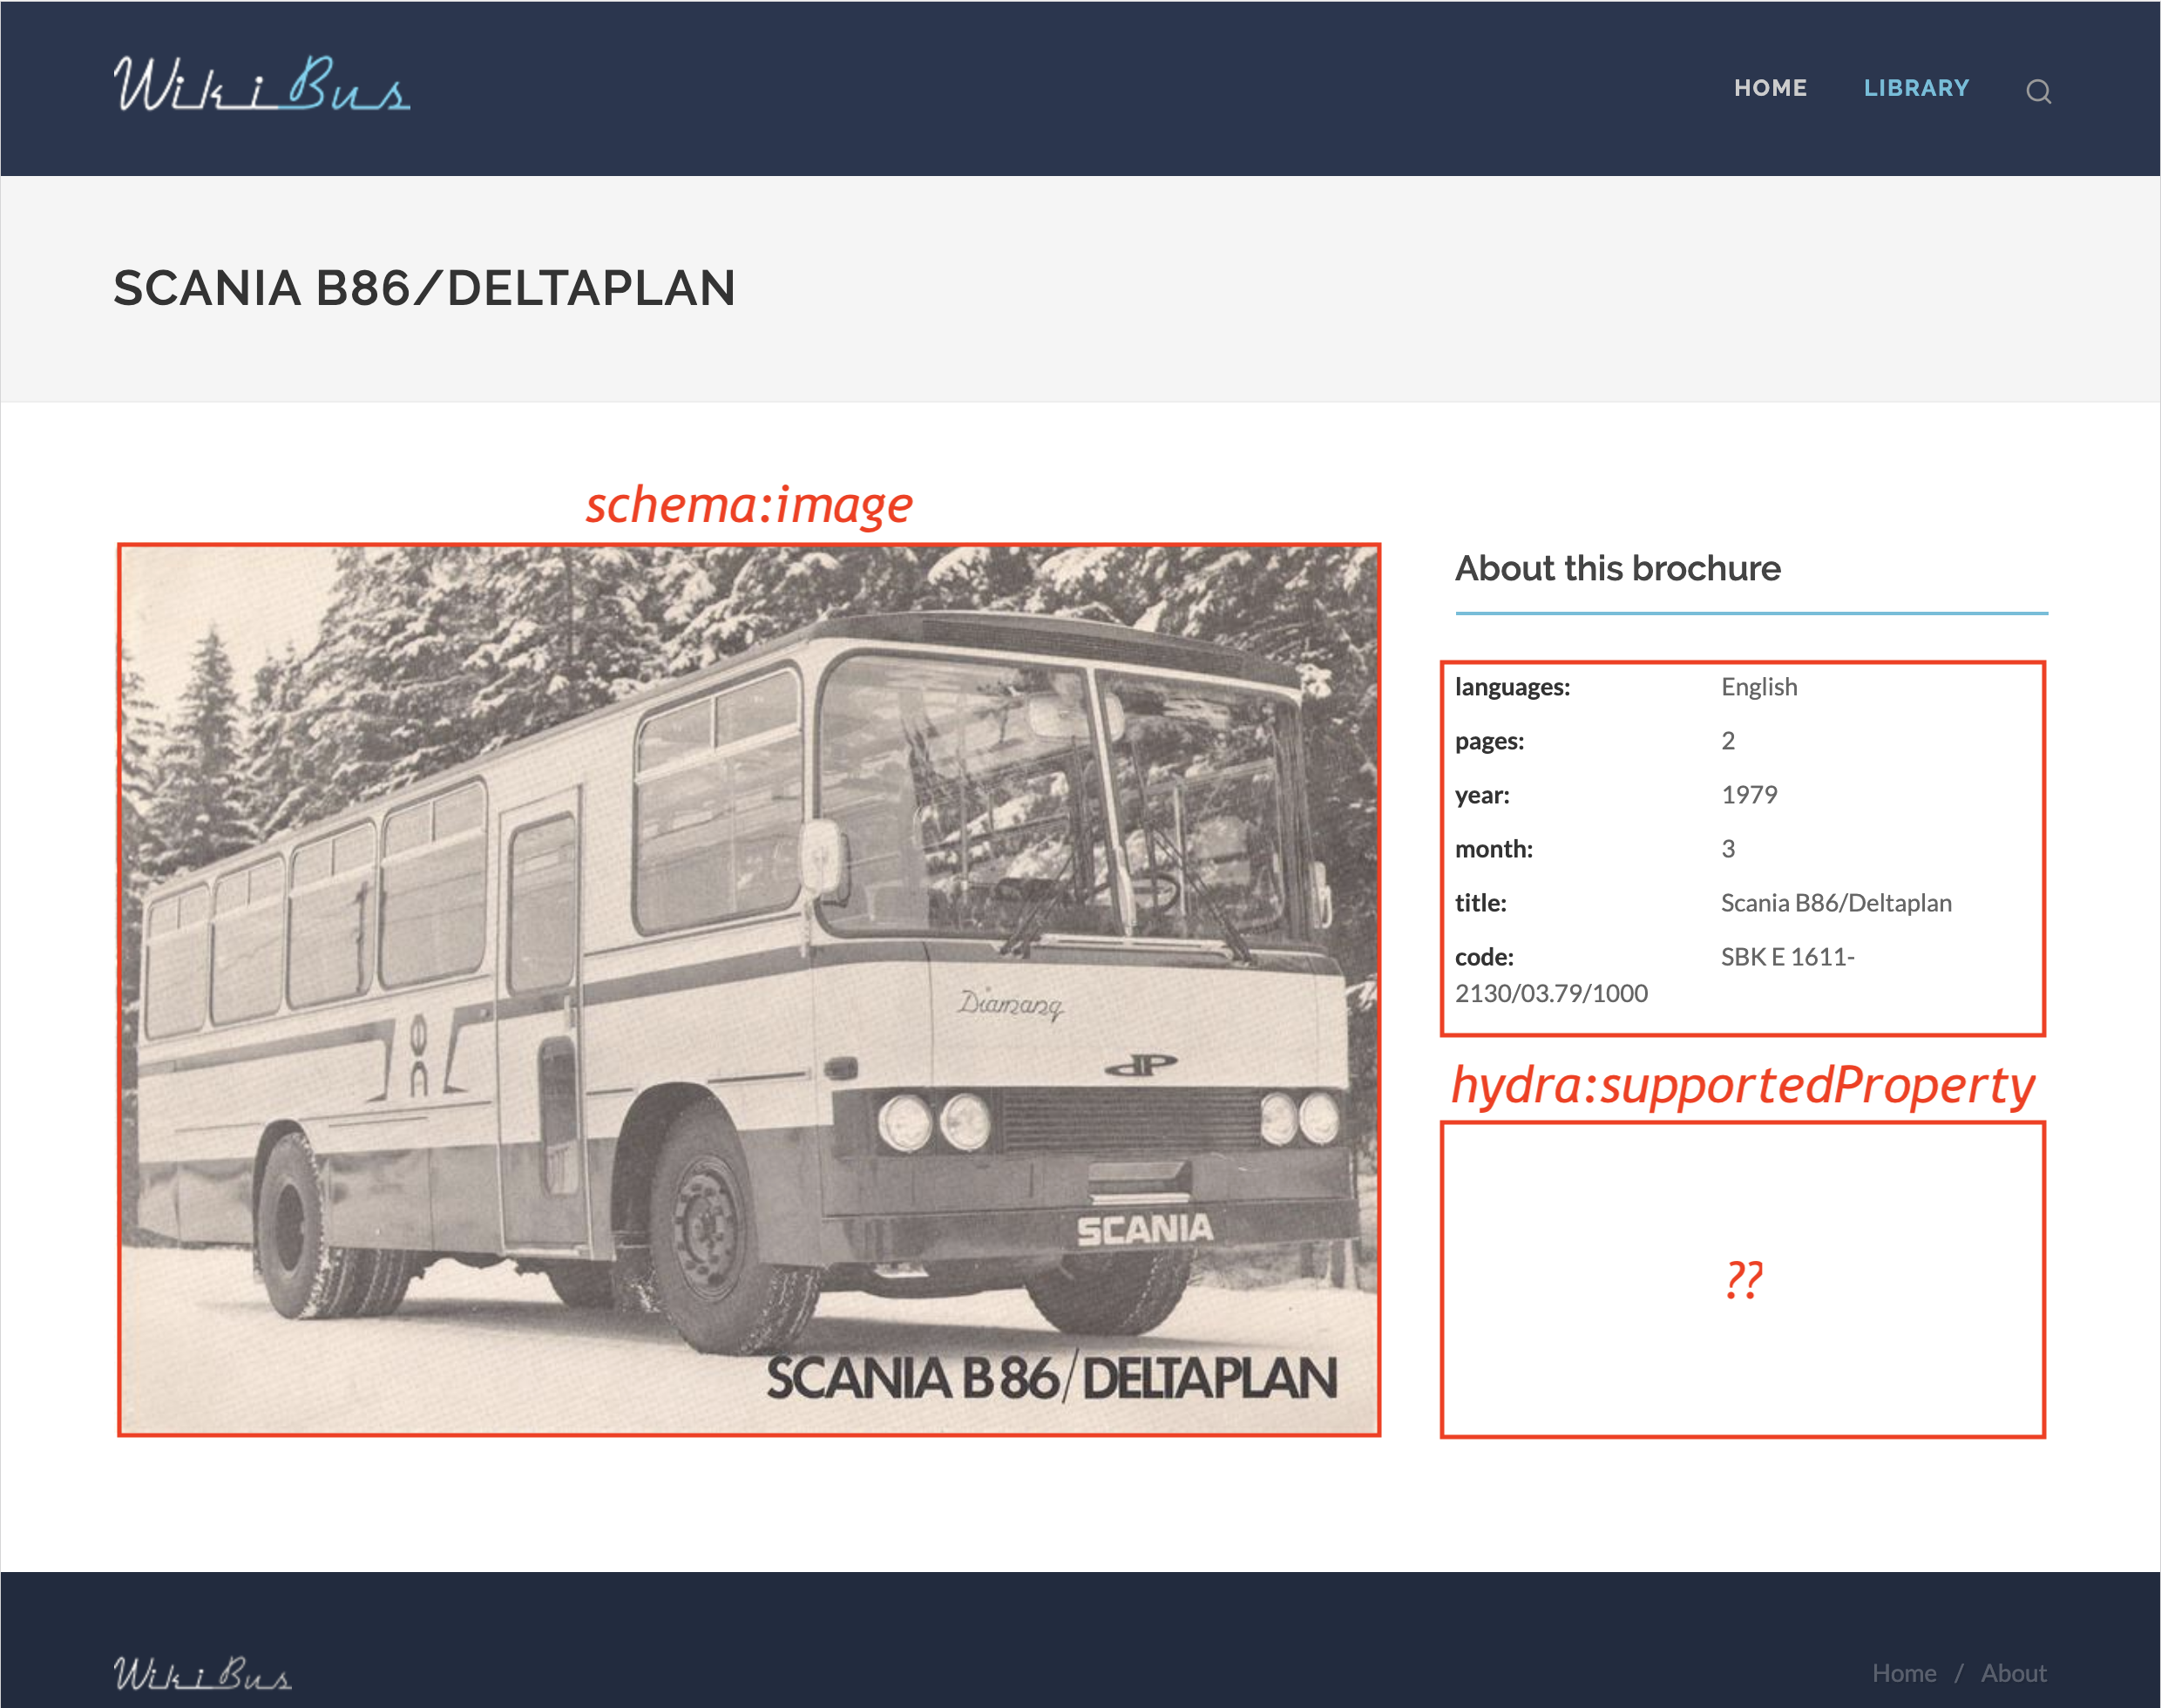 WikiBus
HOME
LIBRARY
SCANIA B86/DELTAPLAN
schema:image
Diamang
dP
SCANIA
SCANIA B86/DELTAPLAN
About this brochure
languages: English
pages: 2
year: 1979
month: 3
title: Scania B86/Deltaplan
code: SBK E 1611-
2130/03.79/1000
hydra:supportedProperty
??
WikiBus
Home / About